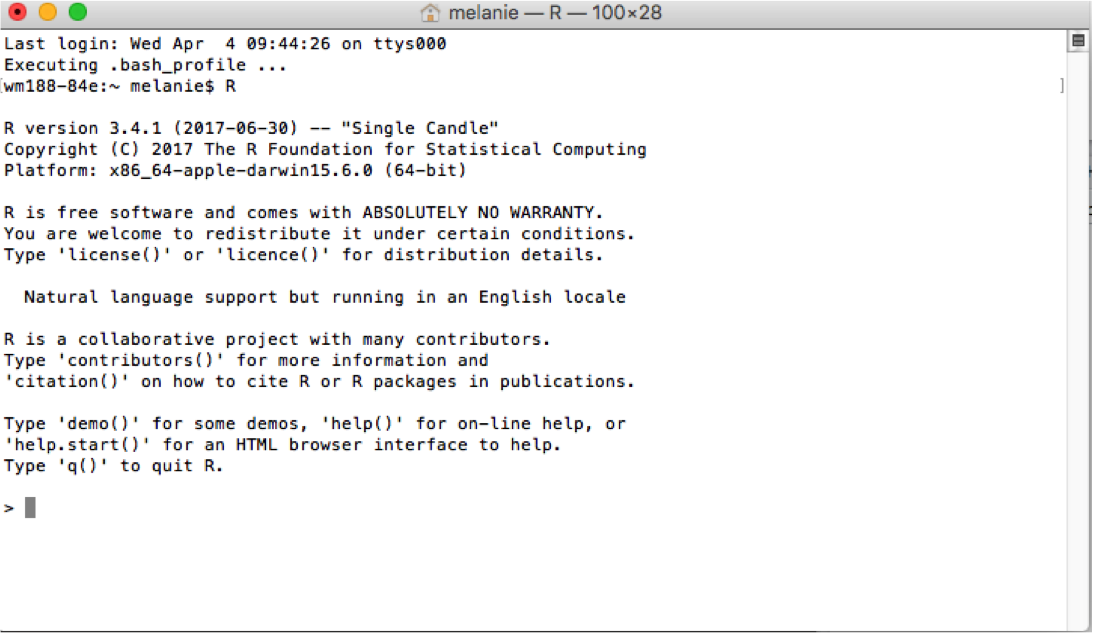 melanie — R — 100×28
Last login: Wed Apr  4 09:44:26 on ttys000
Executing .bash_profile ...
[wm188-84e:~ melanie$ R ]
R version 3.4.1 (2017-06-30) -- "Single Candle"
Copyright (C) 2017 The R Foundation for Statistical Computing
Platform: x86_64-apple-darwin15.6.0 (64-bit)
R is free software and comes with ABSOLUTELY NO WARRANTY.
You are welcome to redistribute it under certain conditions.
Type 'license()' or 'licence()' for distribution details.
  Natural language support but running in an English locale
R is a collaborative project with many contributors.
Type 'contributors()' for more information and
'citation()' on how to cite R or R packages in publications.
Type 'demo()' for some demos, 'help()' for on-line help, or
'help.start()' for an HTML browser interface to help.
Type 'q()' to quit R.
>